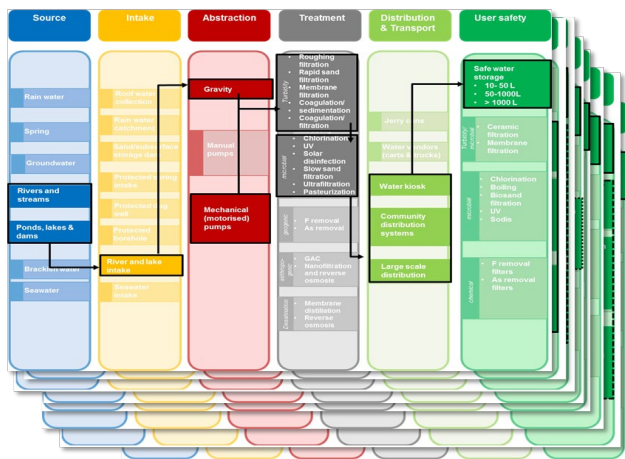 Source
Intake
Abstraction
Treatment
Distribution
& Transport
User safety
Rain water
Spring
Groundwater
Rivers and
streams
Ponds, lakes &
dams
Brackish water
Seawater
Roof water
collection
Rain water
catchment
storage dam
Protected spring
intake
Protected dug
well
Protected
borehole
River and lake
intake
Seawater
intake
Gravity
Manual
pumps
Mechanical
(motorised)
pumps
Turbidity
• Roughing
filtration
• Rapid sand
filtration
• Membrane
filtration
• Coagulation/
• sedimentation
• Coagulation/
filtration
microbial
• Chlorination
• UV
• Solar
disinfection
• Slow sand
filtration
• Ultrafiltration
• Pasteurization
geogenic
• F removal
• As removal
• GAC
• Nanofiltration
and reverse
osmosis
Desalination
• Membrane
distillation
• Reverse
osmosis
Jerry cans
Water vendors
(carts & trucks)
Water kiosk
Community
distribution
systems
Large scale
distribution
Safe water
storage
• 10- 50 L
• 50-1000L
• > 1000 L
Turbidity/
microbial
• Ceramic
filtration
• Membrane
filtration
microbial
• Chlorination
• Boiling
• Biosand
filtration
• UV
• Sodis
chemical
• F removal
filters
• As removal
filters